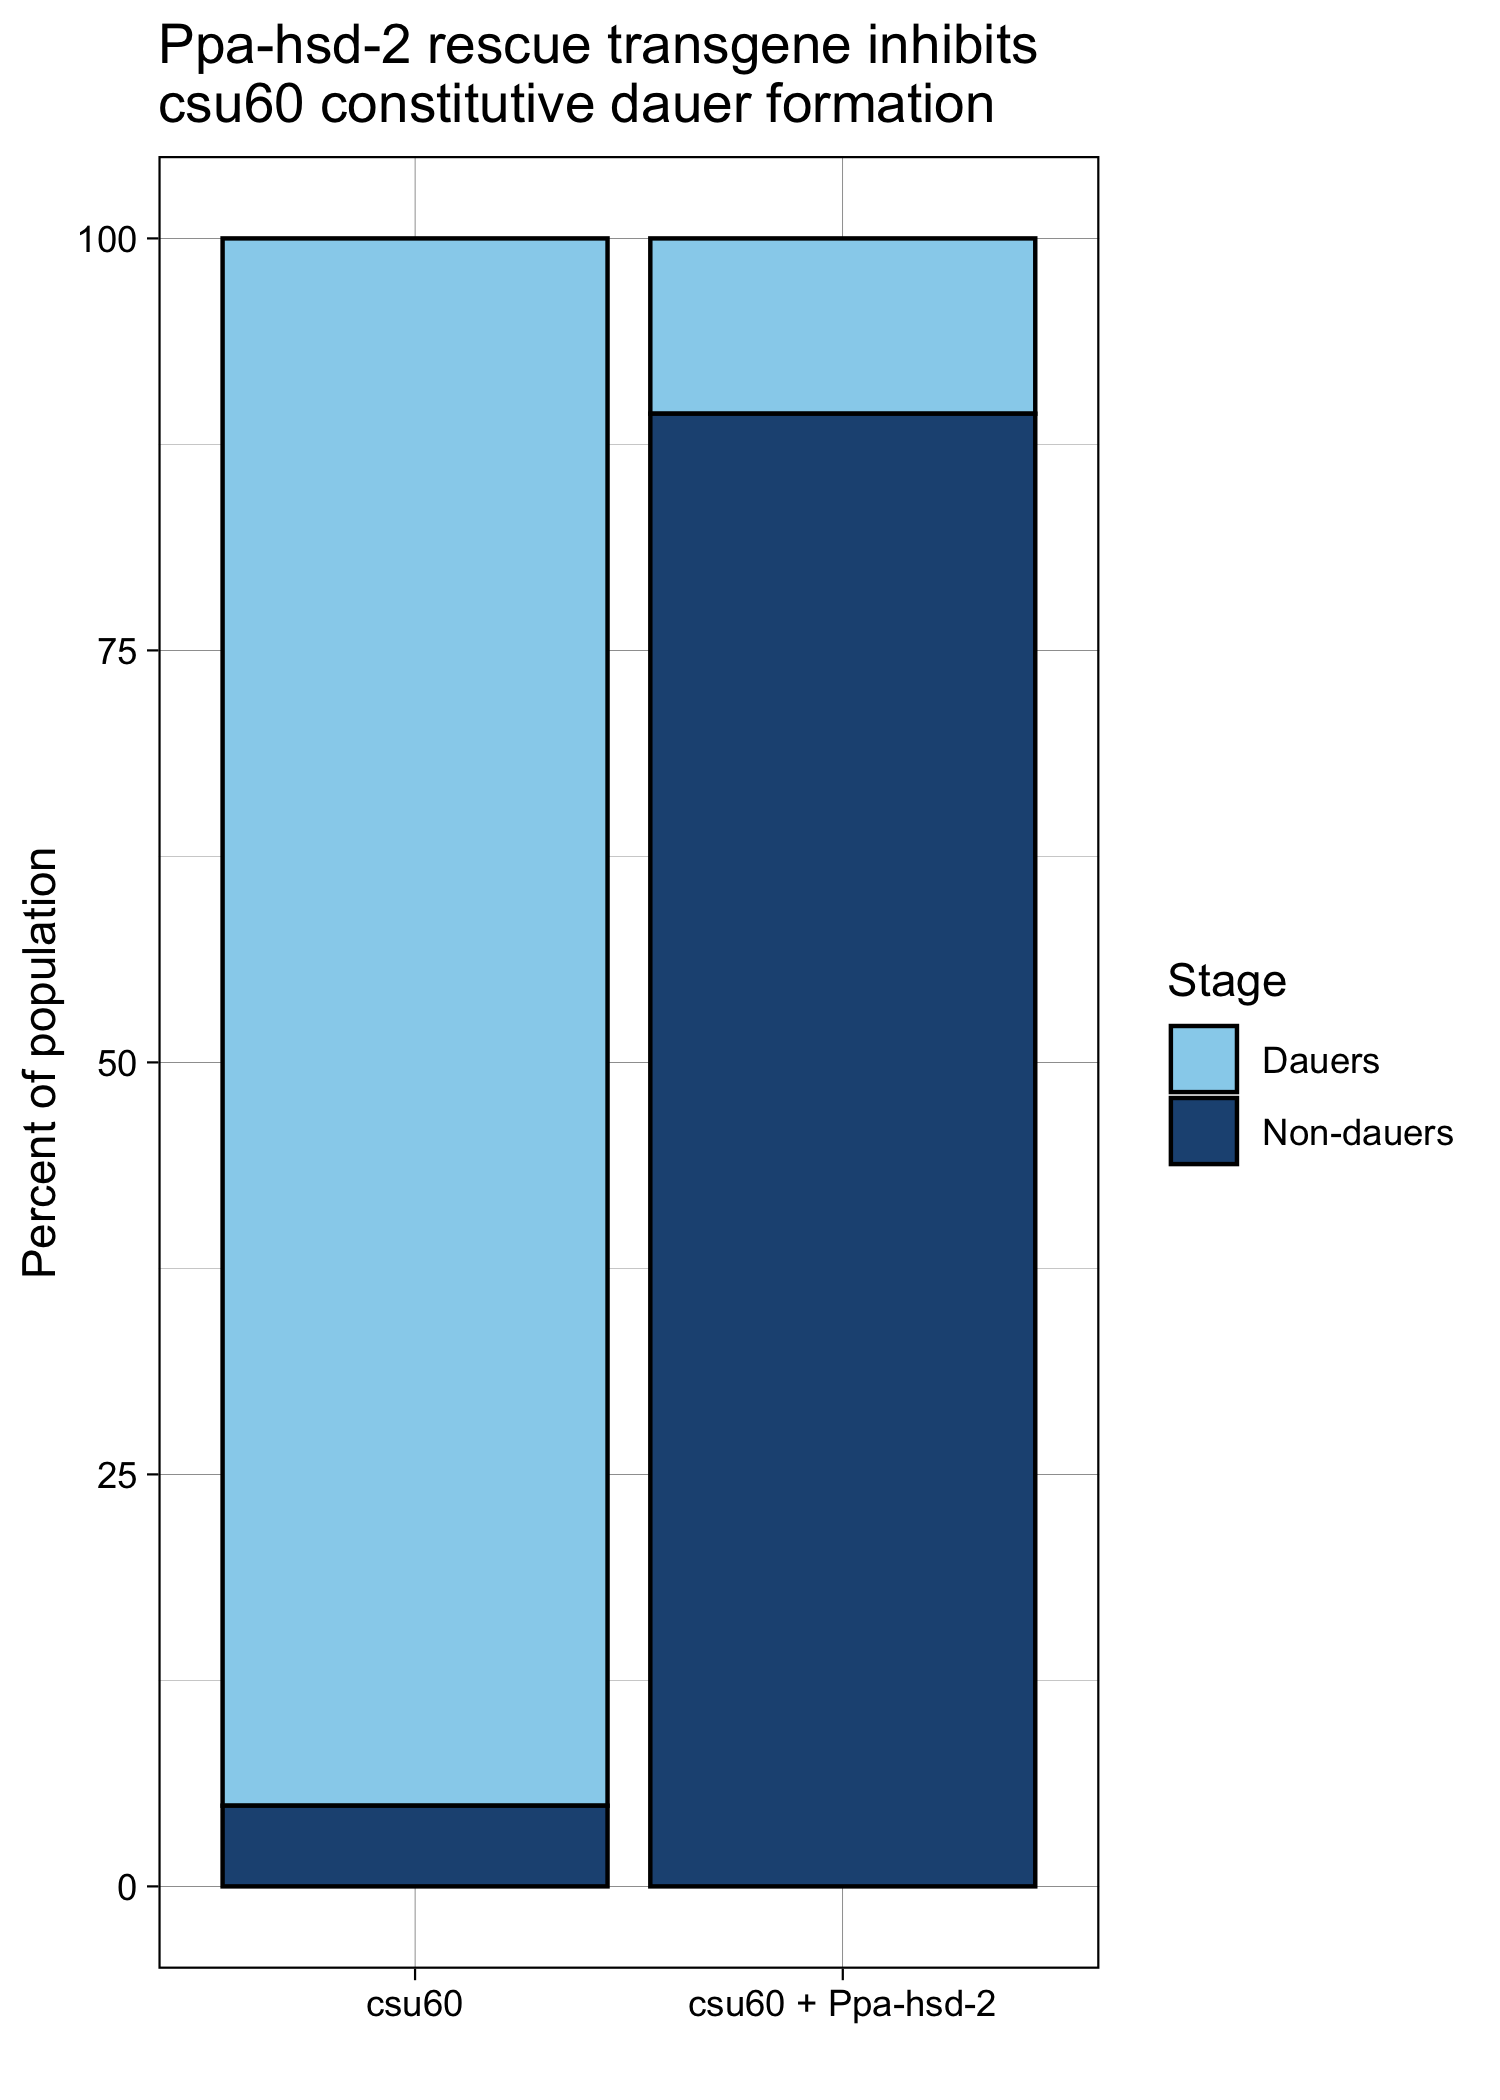 Ppa-hsd-2 rescue transgene inhibits
csu60 constitutive dauer formation
Percent of population
100
75
50
25
0
csu60
csu60 + Ppa-hsd-2
Stage
Dauers
Non-dauers